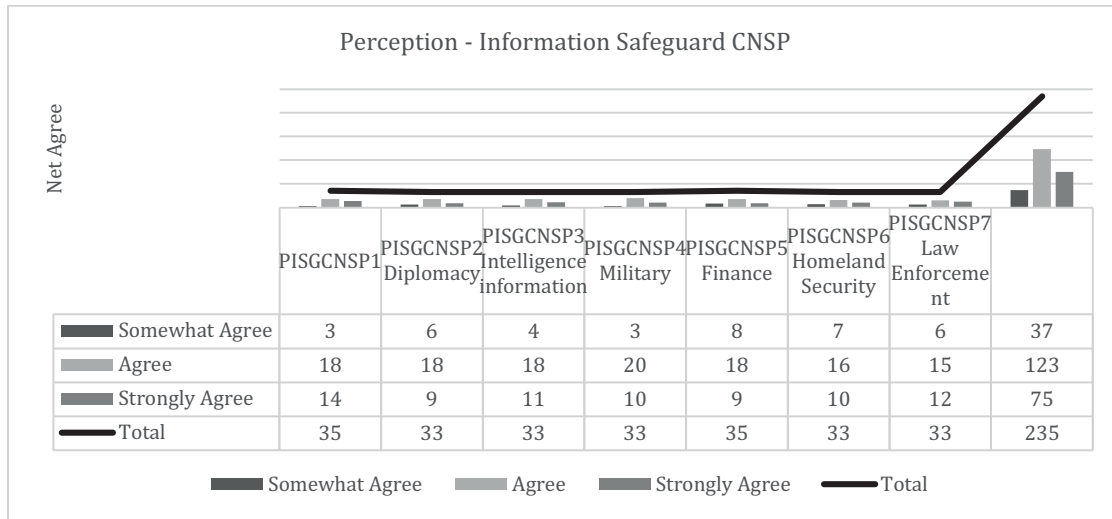 Perception - Information Safeguard CNSP
Net Agree
PISGCNSP1
PISGCNSP2
Diplomacy
PISGCNSP3
Intelligence
information
PISGCNSP4
Military
PISGCNSP5
Finance
PISGCNSP6
Homeland
Security
PISGCNSP7
Law
Enforceme
nt
Somewhat Agree 3 6 4 3 8 7 6 37
Agree 18 18 18 20 18 16 15 123
Strongly Agree 14 9 11 10 9 10 12 75
Total 35 33 33 33 35 33 33 235
Somewhat Agree Agree Strongly Agree Total